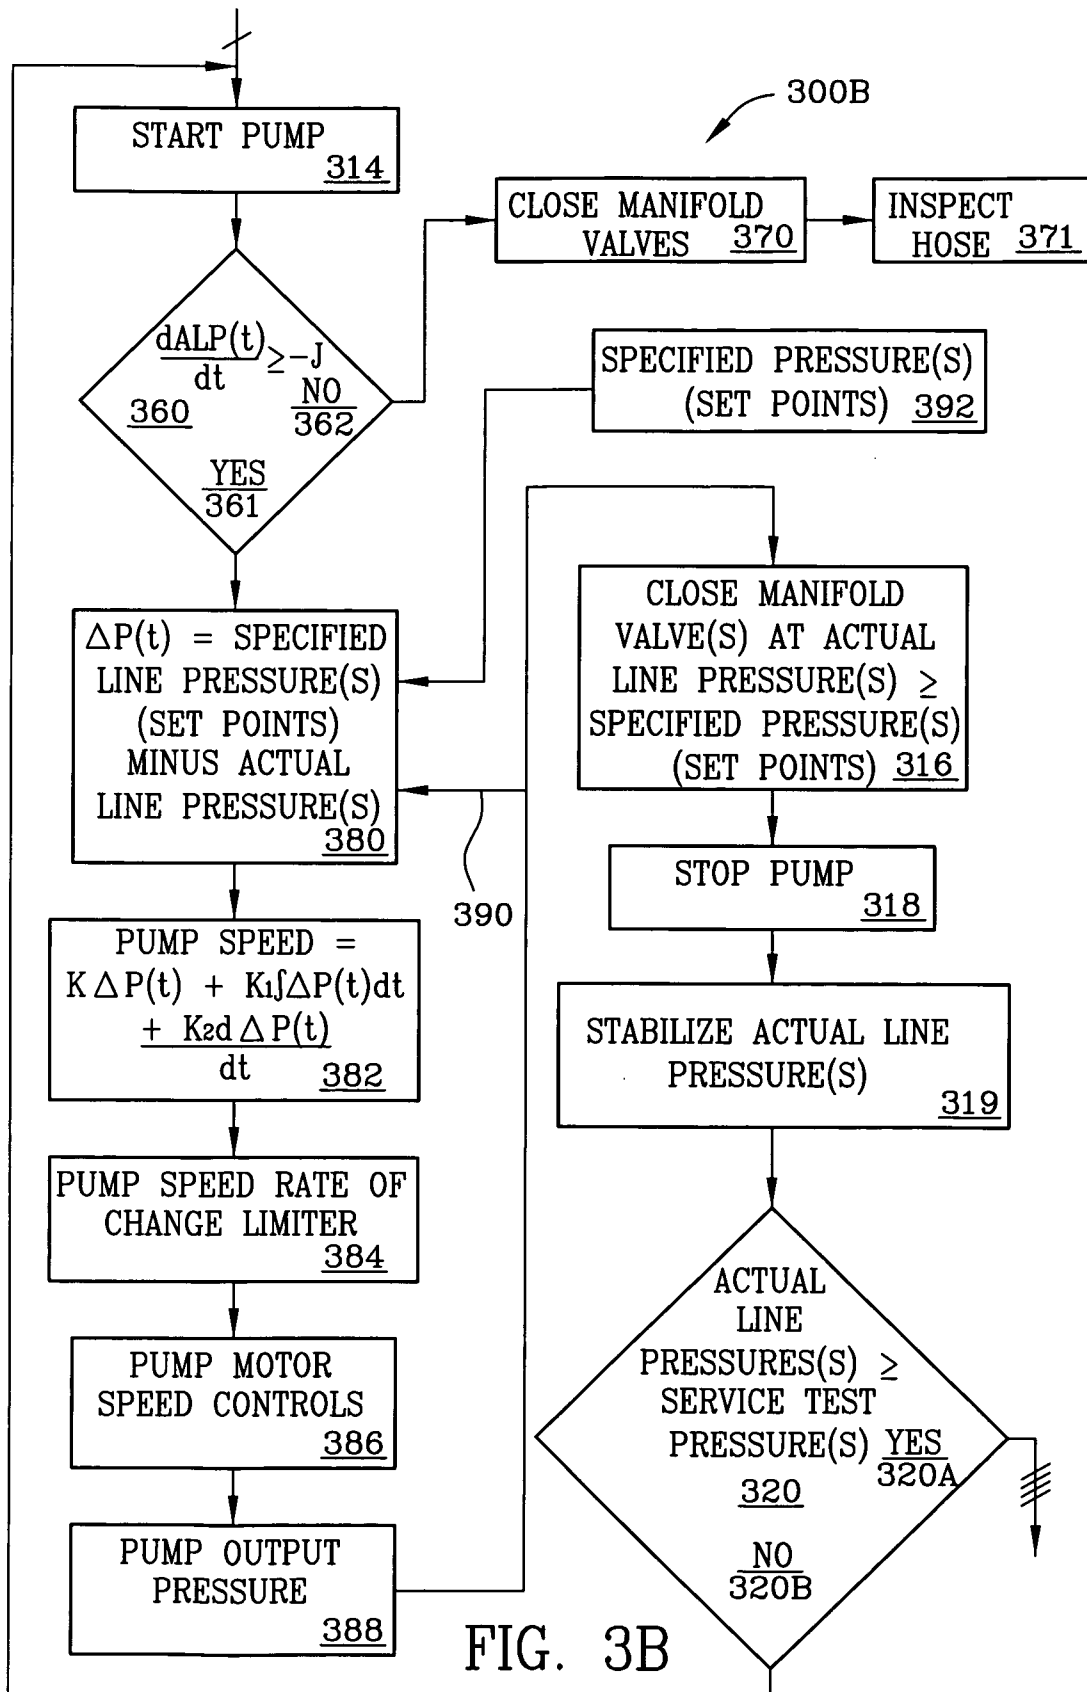 300B
START PUMP
314
CLOSE MANIFOLD
VALVES 370
INSPECT
HOSE 371
dALP(t)
dt
≥-J
360
NO
362
YES
361
SPECIFIED PRESSURE(S)
(SET POINTS) 392
ΔP(t) = SPECIFIED
LINE PRESSURE(S)
(SET POINTS)
MINUS ACTUAL
LINE PRESSURE(S)
380
390
PUMP SPEED =
K ΔP(t) + K1∫ΔP(t)dt
+ K2d ΔP(t)
dt
382
PUMP SPEED RATE OF
CHANGE LIMITER
384
PUMP MOTOR
SPEED CONTROLS
386
PUMP OUTPUT
PRESSURE
388
CLOSE MANIFOLD
VALVE(S) AT ACTUAL
LINE PRESSURE(S) ≥
SPECIFIED PRESSURE(S)
(SET POINTS) 316
STOP PUMP
318
STABILIZE ACTUAL LINE
PRESSURE(S)
319
ACTUAL
LINE
PRESSURES(S) ≥
SERVICE TEST
PRESSURE(S)
YES
320A
320
NO
320B
FIG. 3B